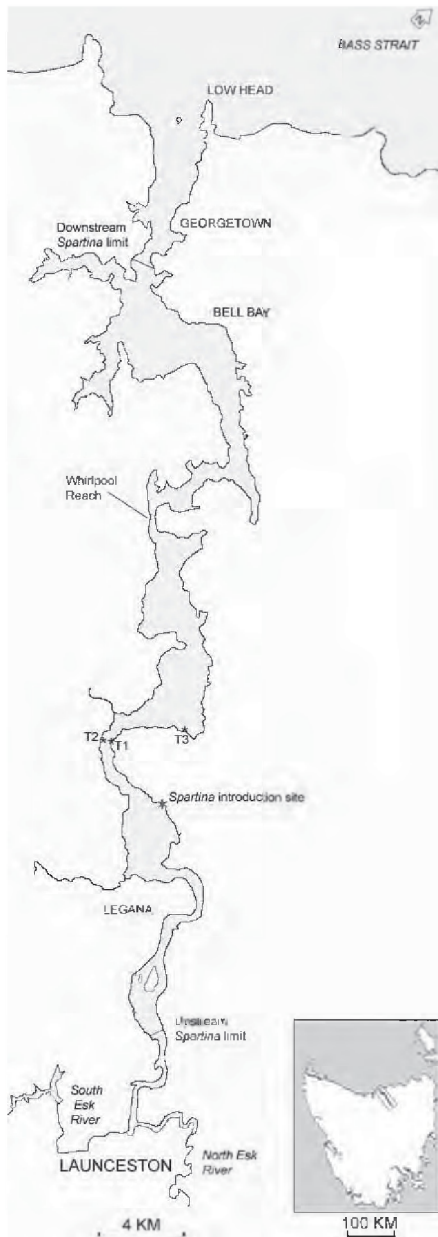 BASS STRAIT
LOW HEAD
GEORGETOWN
Downstream
Spartina limit
BELL BAY
Whirlpool
Reach
T2
T1
T3
Spartina introduction site
LEGANA
Upstream
Spartina limit
South
Esk
River
North Esk
River
LAUNCESTON
4 KM
100 KM